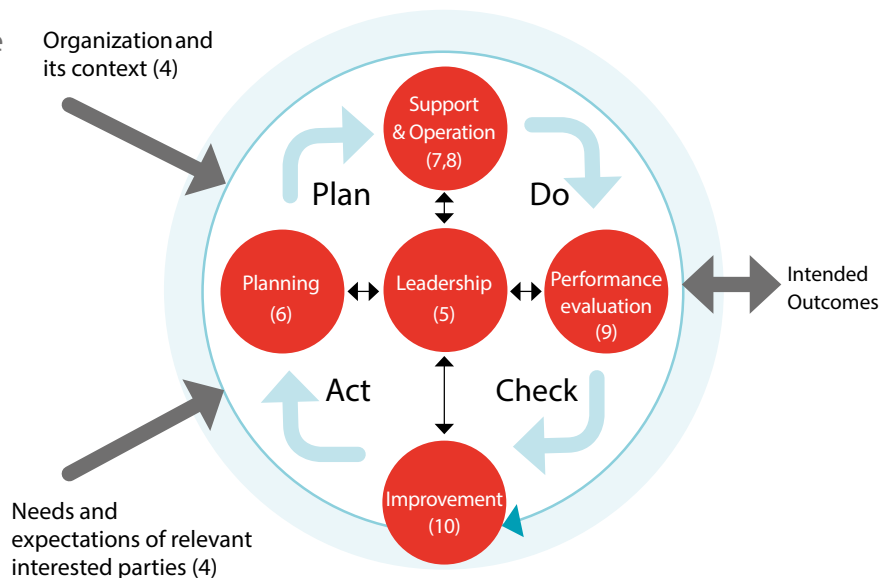 e
Organization and
its context (4)
Support
& Operation
(7,8)
Plan
Do
Planning
(6)
Leadership
(5)
Performance
evaluation
(9)
Intended
Outcomes
Act
Check
Improvement
(10)
Needs and
expectations of relevant
interested parties (4)